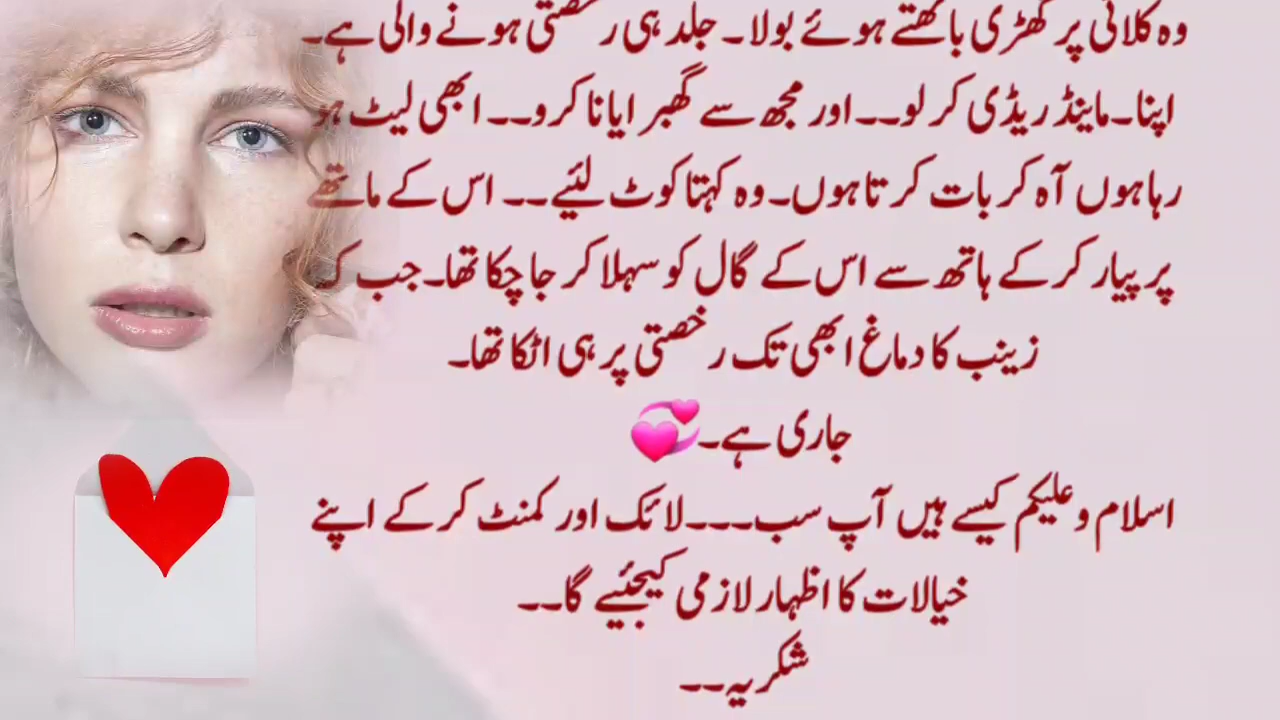 وہ کلائی پر گھڑی باندھتے ہوئے بولا۔ جلد ہی رخصتی ہونے والی ہے۔
اپنا۔مایئنڈ ریڈی کر لو۔۔اور مجھ سے گھبرایا نا کرو۔۔ ابھی لیٹ ہو
رہا ہوں آہ کر بات کرتا ہوں۔وہ کہتا کوٹ لیئے۔۔ اس کے ماتھے
پر پیار کر کے ہاتھ سے اس کے گال کو سہلا کر جا چکا تھا۔جب کہ
زینب کا دماغ ابھی تک رخصتی پر ہی اٹکا تھا۔
جاری ہے۔💞
اسلام و علیکم کیسے ہیں آپ سب۔۔۔لائک اور کمنٹ کر کے اپنے
خیالات کا اظہار لازمی کیجئیے گا۔۔
شکریہ۔۔